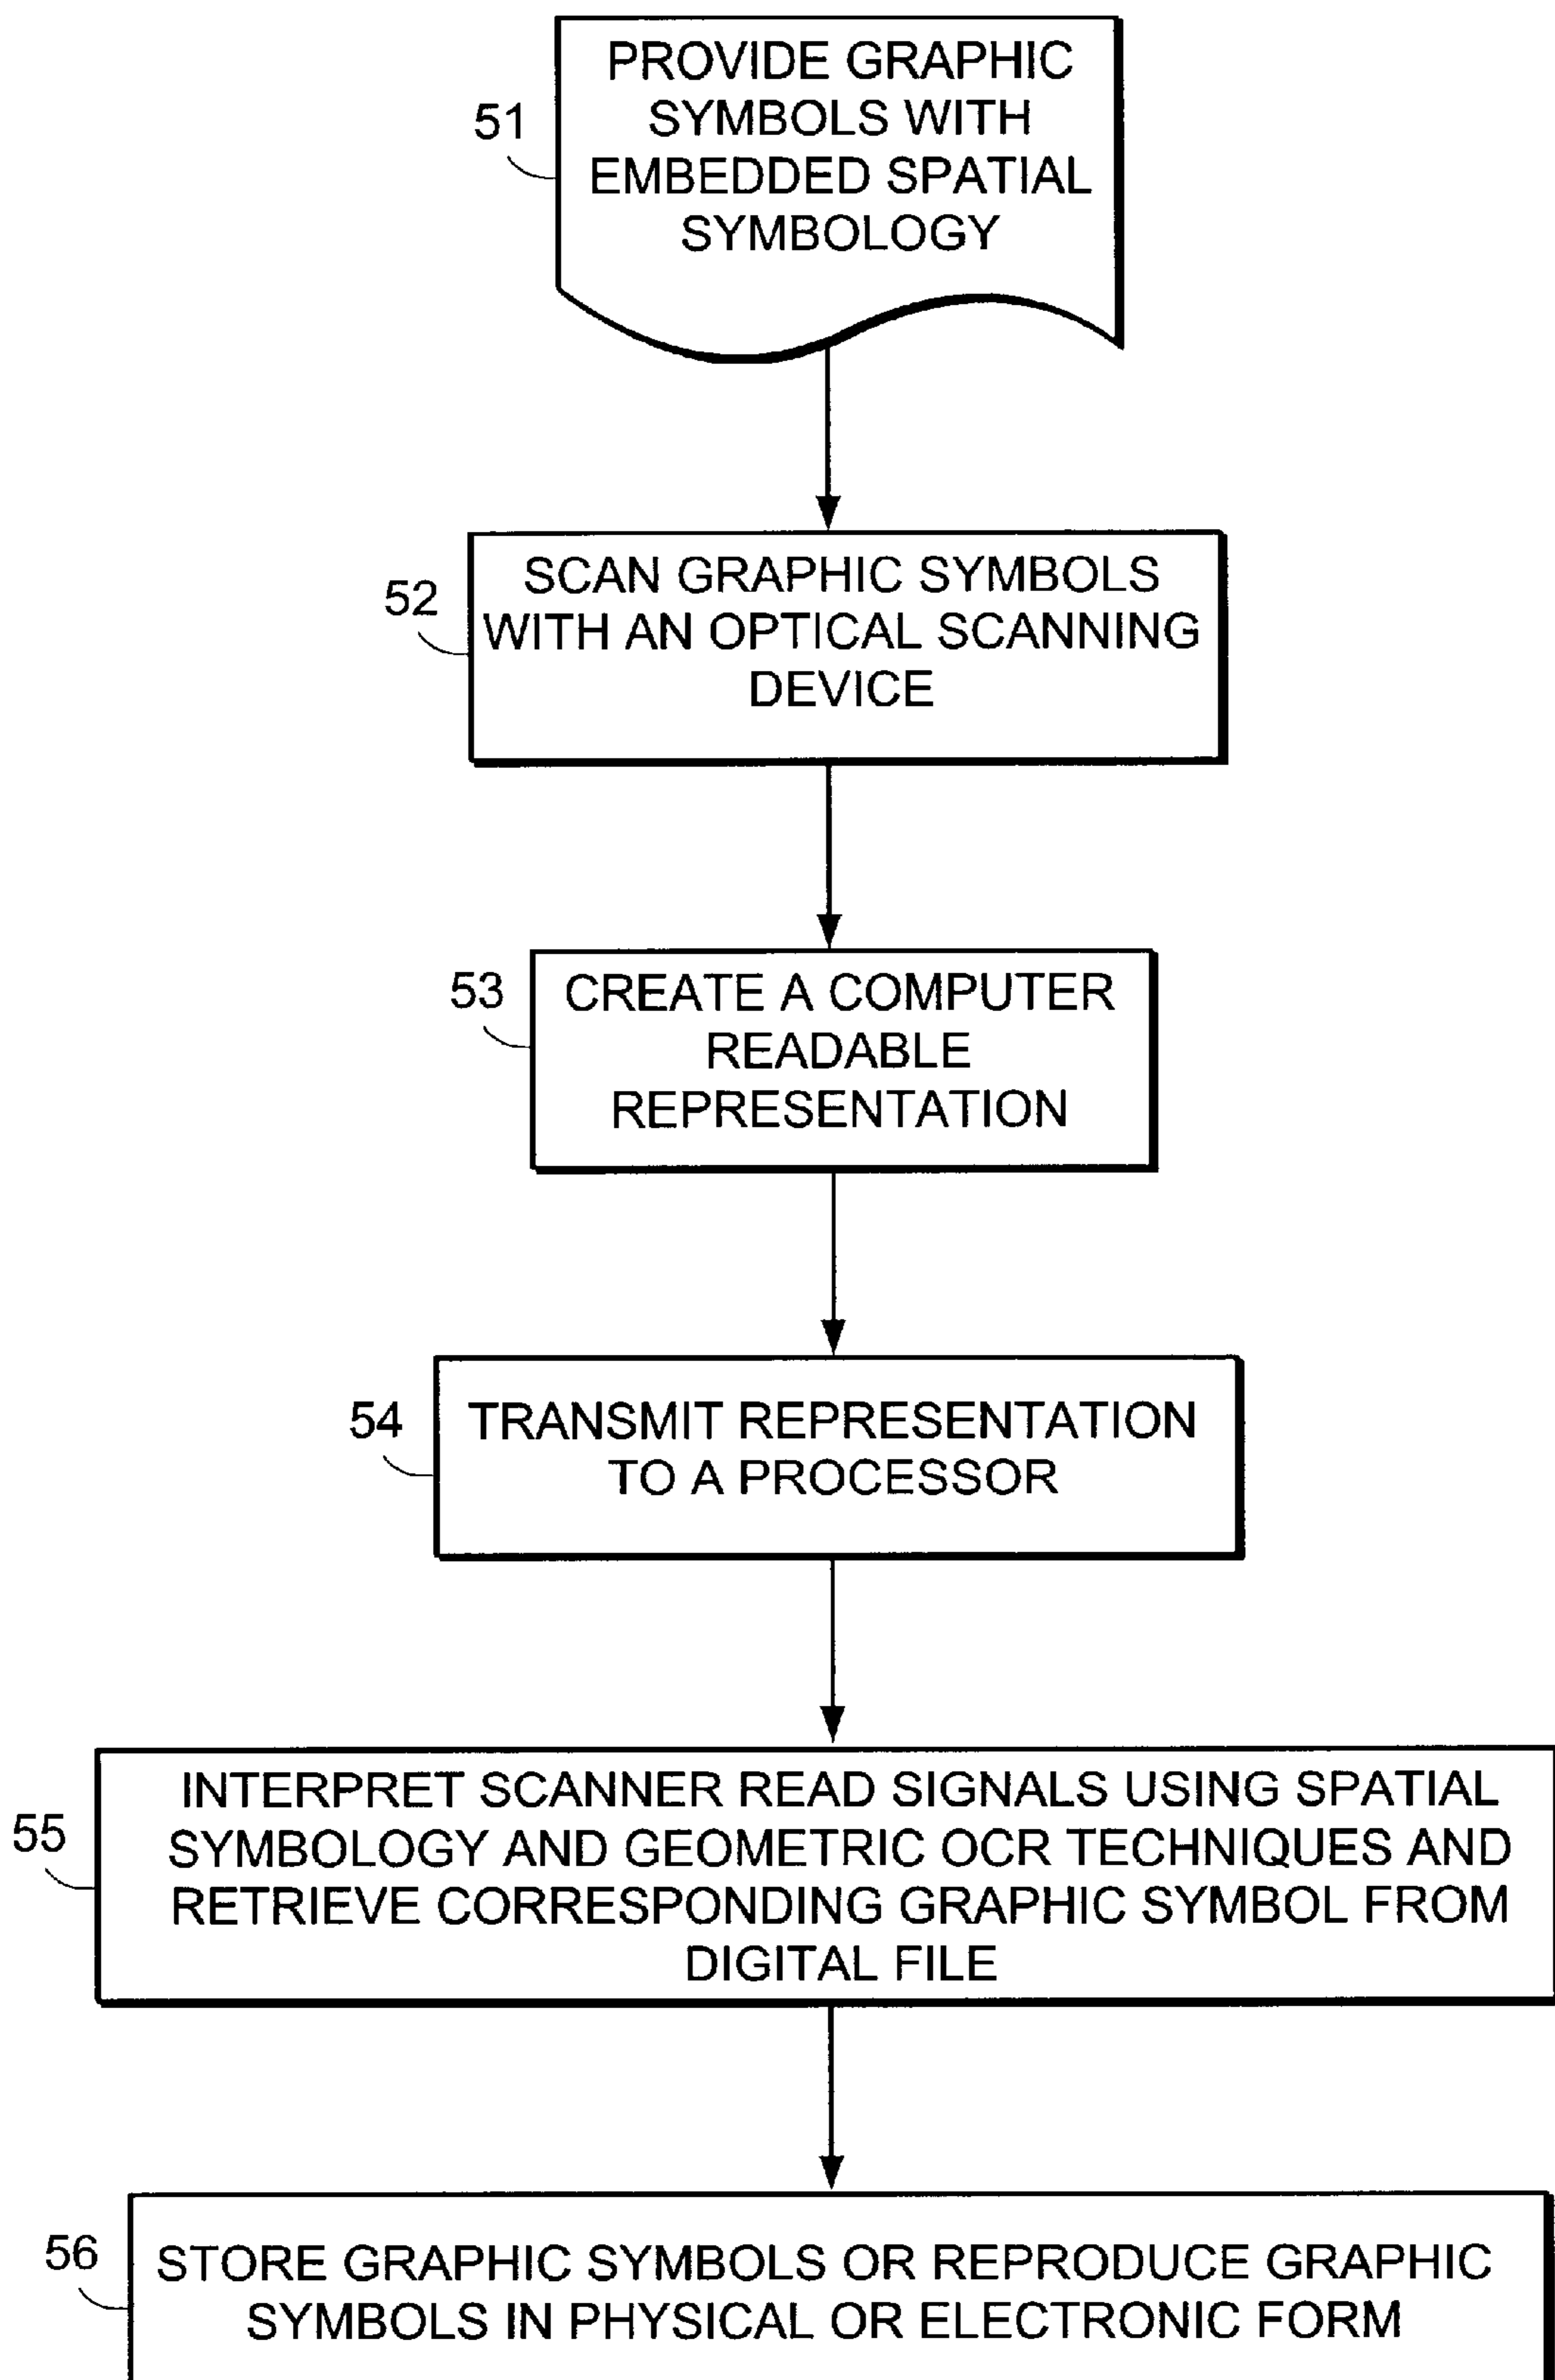 PROVIDE GRAPHIC
SYMBOLS WITH
EMBEDDED SPATIAL
SYMBOLOGY
51
SCAN GRAPHIC SYMBOLS
WITH AN OPTICAL SCANNING
DEVICE
52
CREATE A COMPUTER
READABLE
REPRESENTATION
53
TRANSMIT REPRESENTATION
TO A PROCESSOR
54
INTERPRET SCANNER READ SIGNALS USING SPATIAL
SYMBOLOGY AND GEOMETRIC OCR TECHNIQUES AND
RETRIEVE CORRESPONDING GRAPHIC SYMBOL FROM
DIGITAL FILE
55
STORE GRAPHIC SYMBOLS OR REPRODUCE GRAPHIC
SYMBOLS IN PHYSICAL OR ELECTRONIC FORM
56